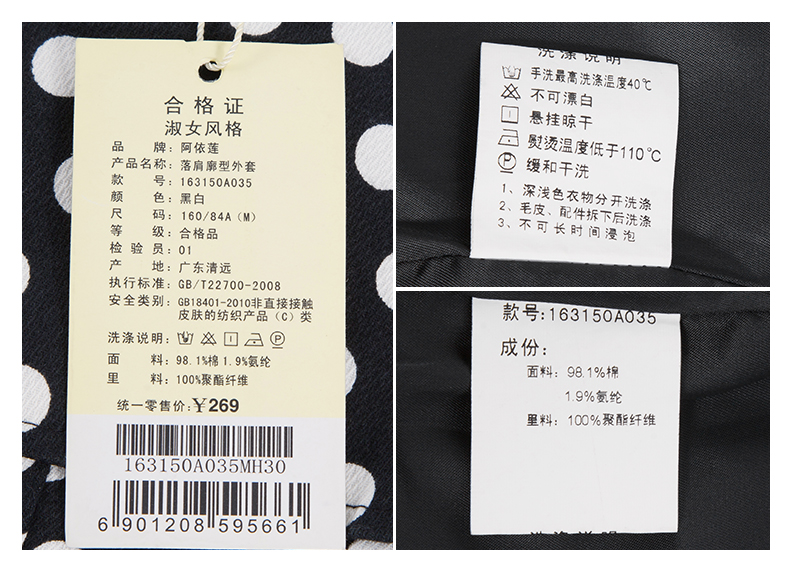 合格证
淑女风格
品 牌：阿依莲
产品名称：落肩廓型外套
款 号：163150A035
颜 色：黑白
尺 码：160/84A（M）
等 级：合格品
检 验 员：01
产 地：广东清远
执行标准：GB/T22700-2008
安全类别：GB18401-2010非直接接触
皮肤的纺织产品（C）类
洗涤说明：
面 料：98.1%棉 1.9%氨纶
里 料：100%聚酯纤维
统一零售价：￥269
163150A035MH30
6 901208 595661
洗涤说明
手洗最高洗涤温度40℃
不可漂白
悬挂晾干
熨烫温度低于110℃
缓和干洗
1、深浅色衣物分开洗涤
2、毛皮、配件拆下后洗涤
3、不可长时间浸泡
款号：163150A035
成份：
面料：98.1%棉
1.9%氨纶
里料：100%聚酯纤维
洗涤说明